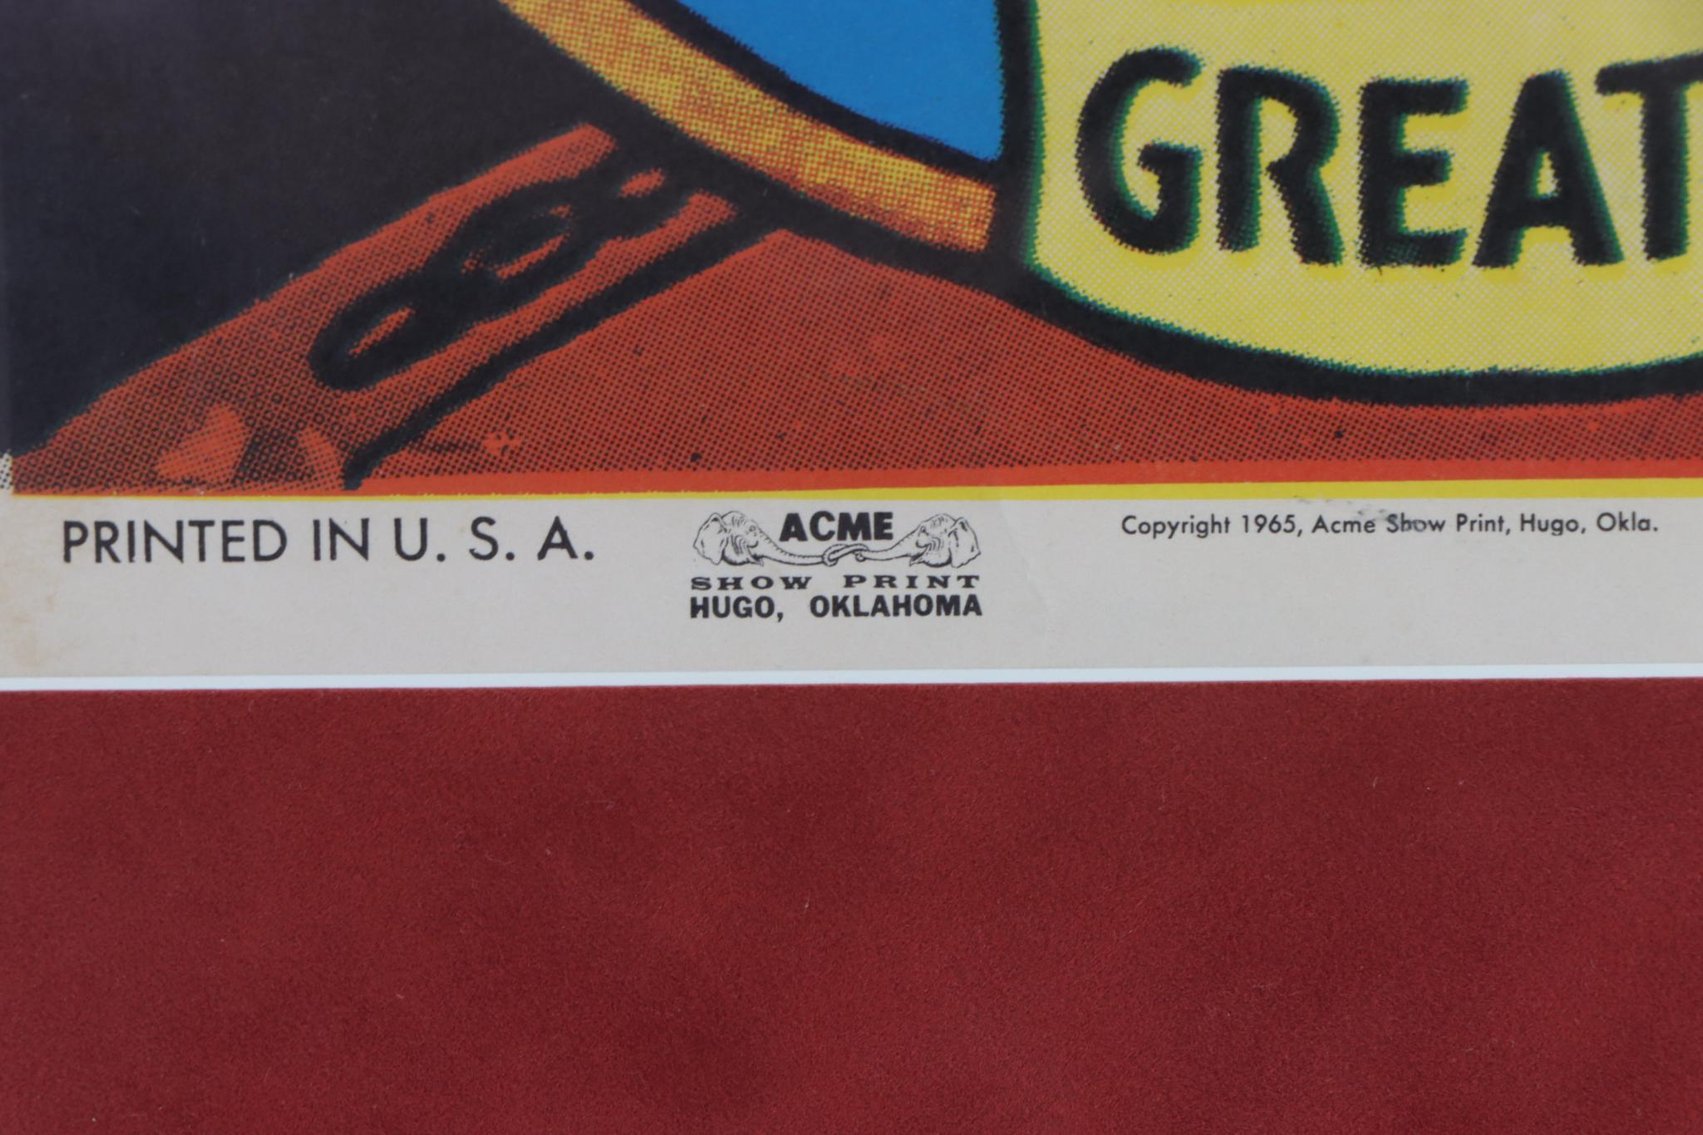 GREAT
PRINTED IN U. S. A.
ACME
SHOW PRINT
HUGO, OKLAHOMA
Copyright 1965, Acme Show Print, Hugo, Okla.